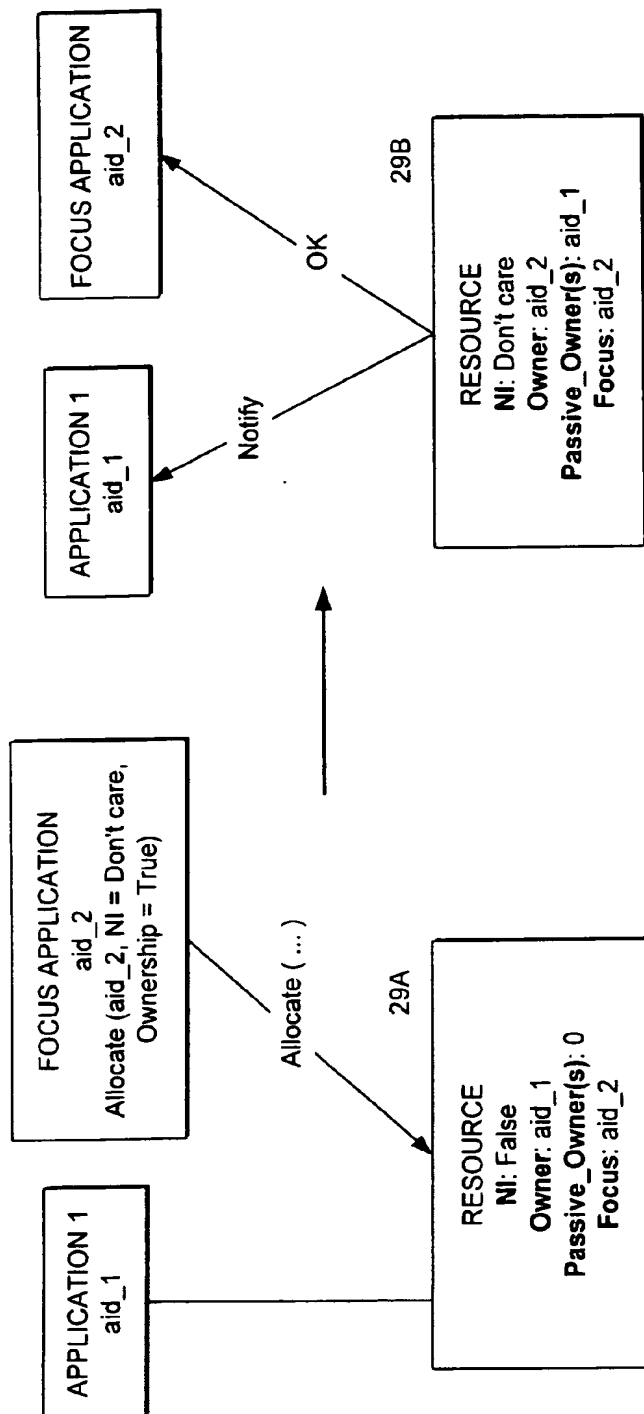 APPLICATION 1
aid_1
FOCUS APPLICATION
aid_2
Allocate (aid_2, NI = Don't care,
Ownership = True)
Allocate ( ... )
29A
RESOURCE
NI: False
Owner: aid_1
Passive_Owner(s): 0
Focus: aid_2
APPLICATION 1
aid_1
FOCUS APPLICATION
aid_2
Notify
OK
29B
RESOURCE
NI: Don't care
Owner: aid_2
Passive_Owner(s): aid_1
Focus: aid_2